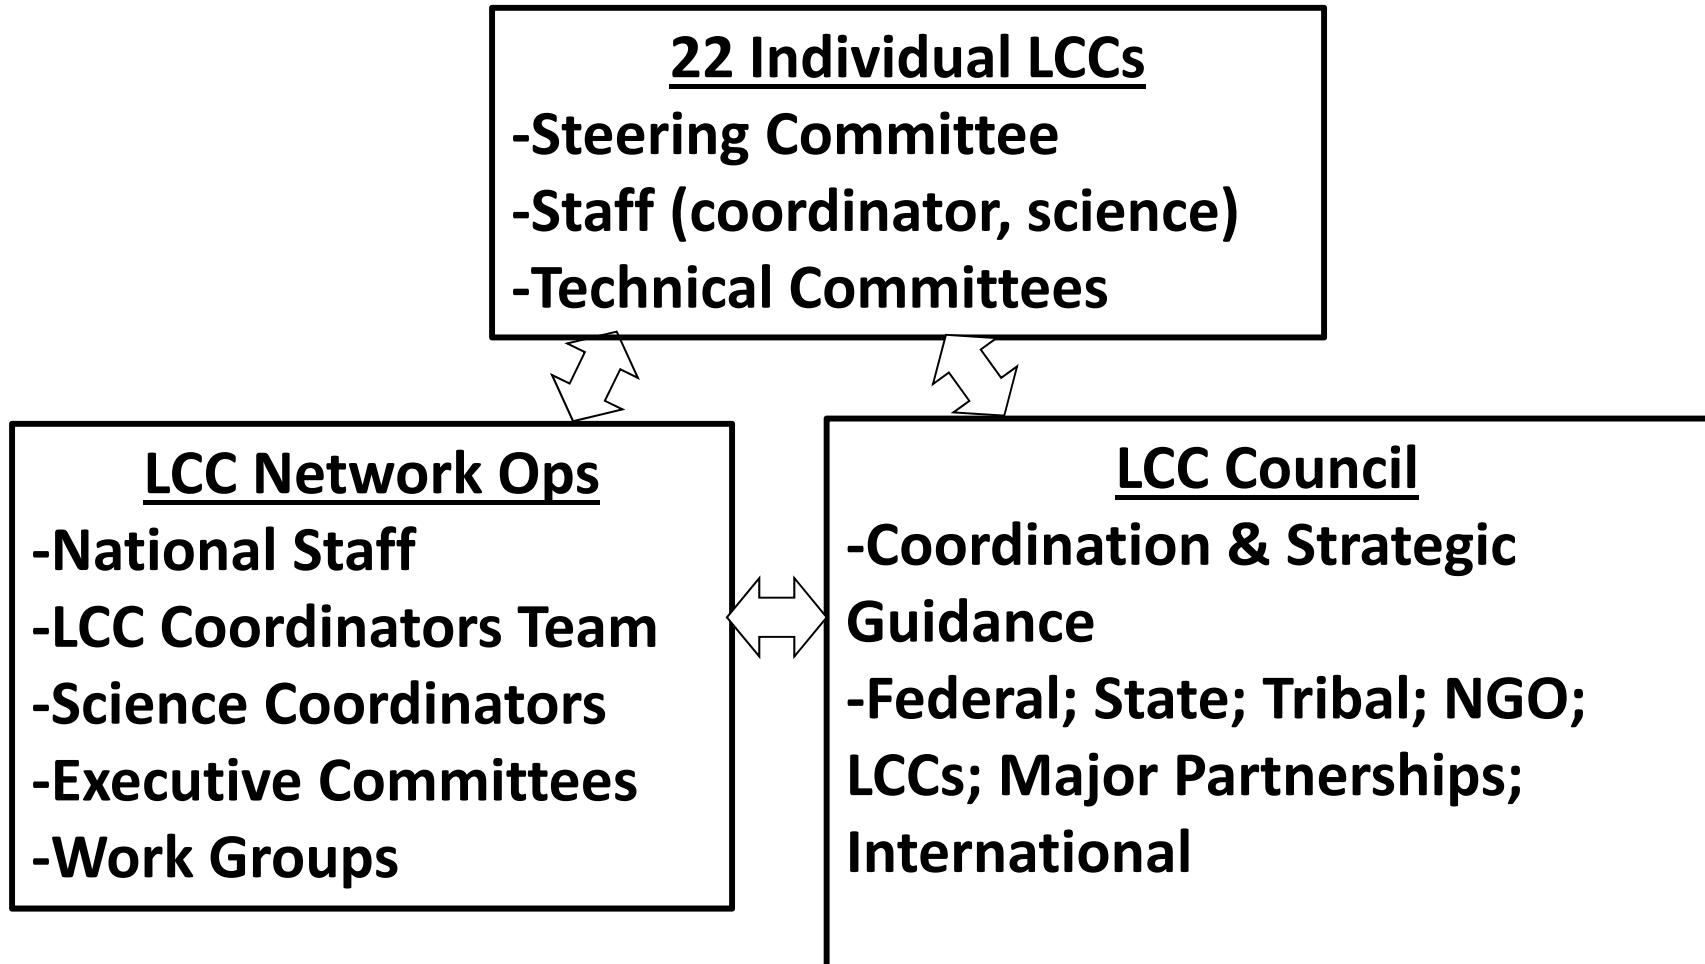 22 Individual LCCs
-Steering Committee
-Staff (coordinator, science)
-Technical Committees
LCC Network Ops
-National Staff
-LCC Coordinators Team
-Science Coordinators
-Executive Committees
-Work Groups
LCC Council
-Coordination & Strategic
Guidance
-Federal; State; Tribal; NGO;
LCCs; Major Partnerships;
International